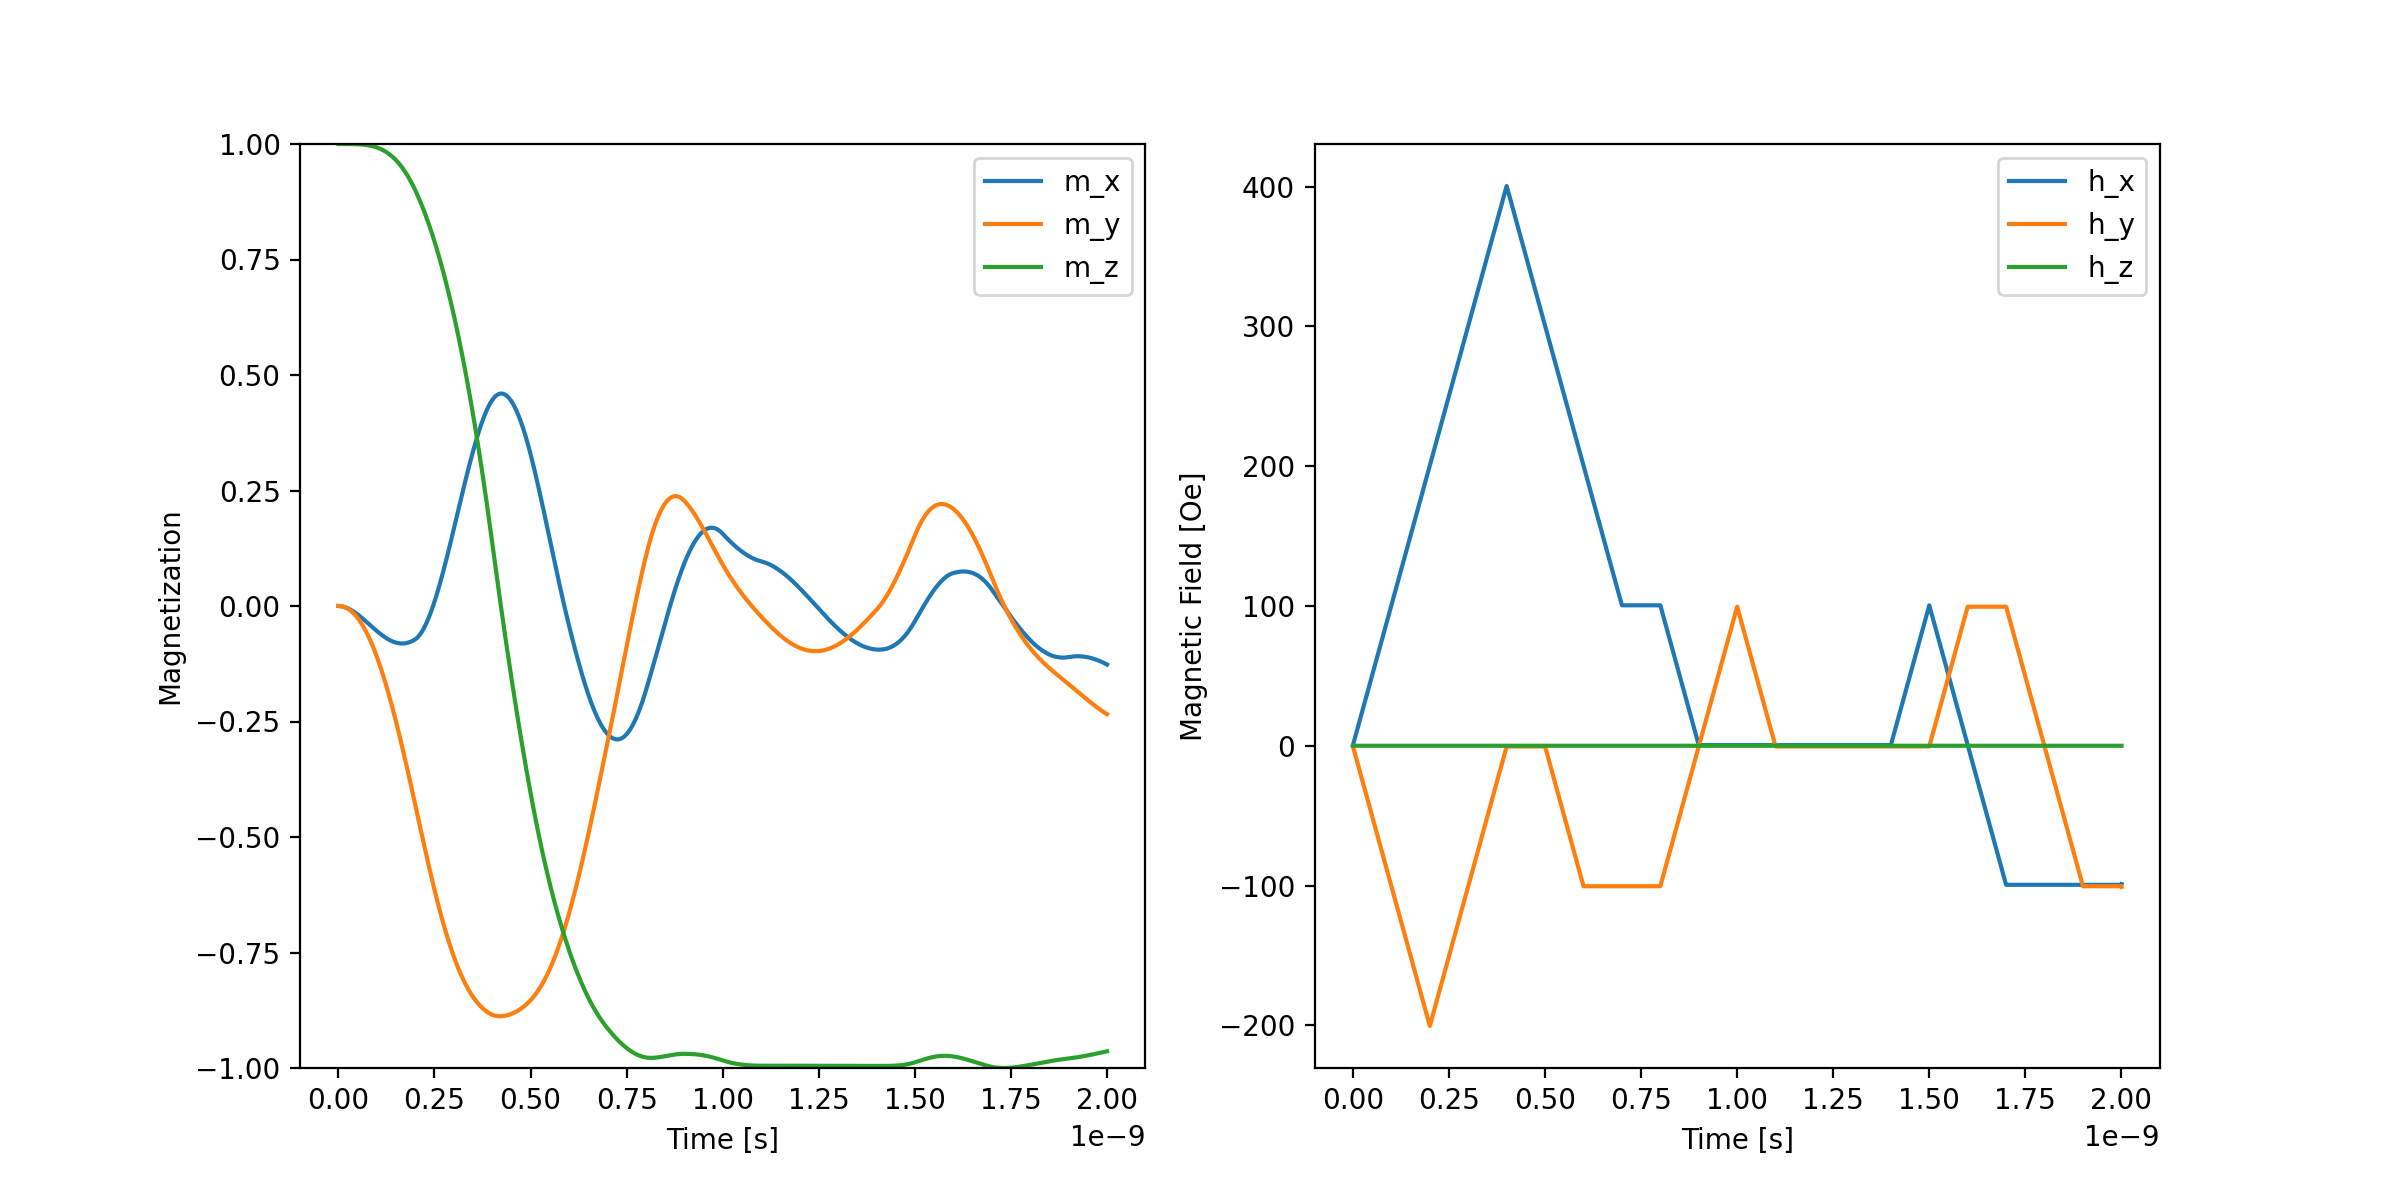 Magnetization
1.00
0.75
0.50
0.25
0.00
−0.25
−0.50
−0.75
−1.00
0.00 0.25 0.50 0.75 1.00 1.25 1.50 1.75 2.00
1e−9
Time [s]
m_x
m_y
m_z
Magnetic Field [Oe]
400
300
200
100
0
−100
−200
0.00 0.25 0.50 0.75 1.00 1.25 1.50 1.75 2.00
1e−9
Time [s]
h_x
h_y
h_z